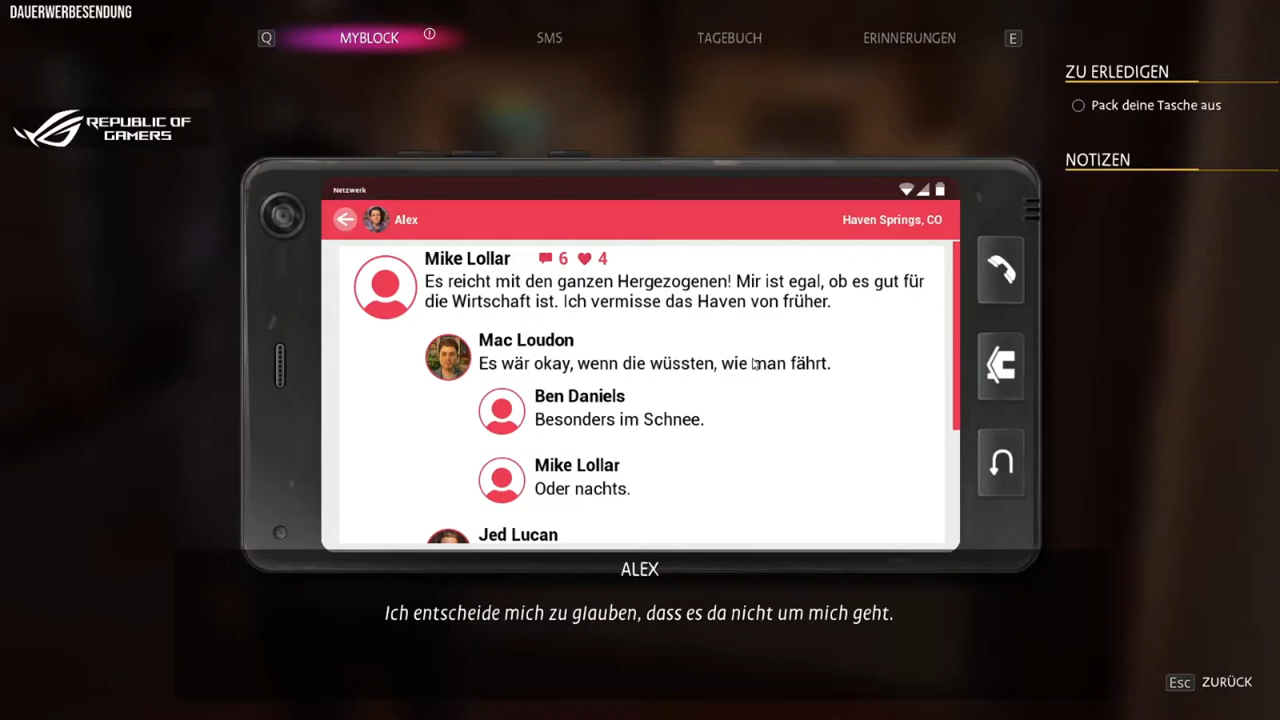 DAUERWERBESENDUNG
Q MYBLOCK SMS TAGEBUCH ERINNERUNGEN E
REPUBLIC OF
GAMERS
ZU ERLEDIGEN
Pack deine Tasche aus
NOTIZEN
Netzwerk
Alex Haven Springs, CO
Mike Lollar 6 4
Es reicht mit den ganzen Hergezogenen! Mir ist egal, ob es gut für
die Wirtschaft ist. Ich vermisse das Haven von früher.
Mac Loudon
Es wär okay, wenn die wüssten, wie man fährt.
Ben Daniels
Besonders im Schnee.
Mike Lollar
Oder nachts.
Jed Lucan
ALEX
Ich entscheide mich zu glauben, dass es da nicht um mich geht.
Esc ZURÜCK